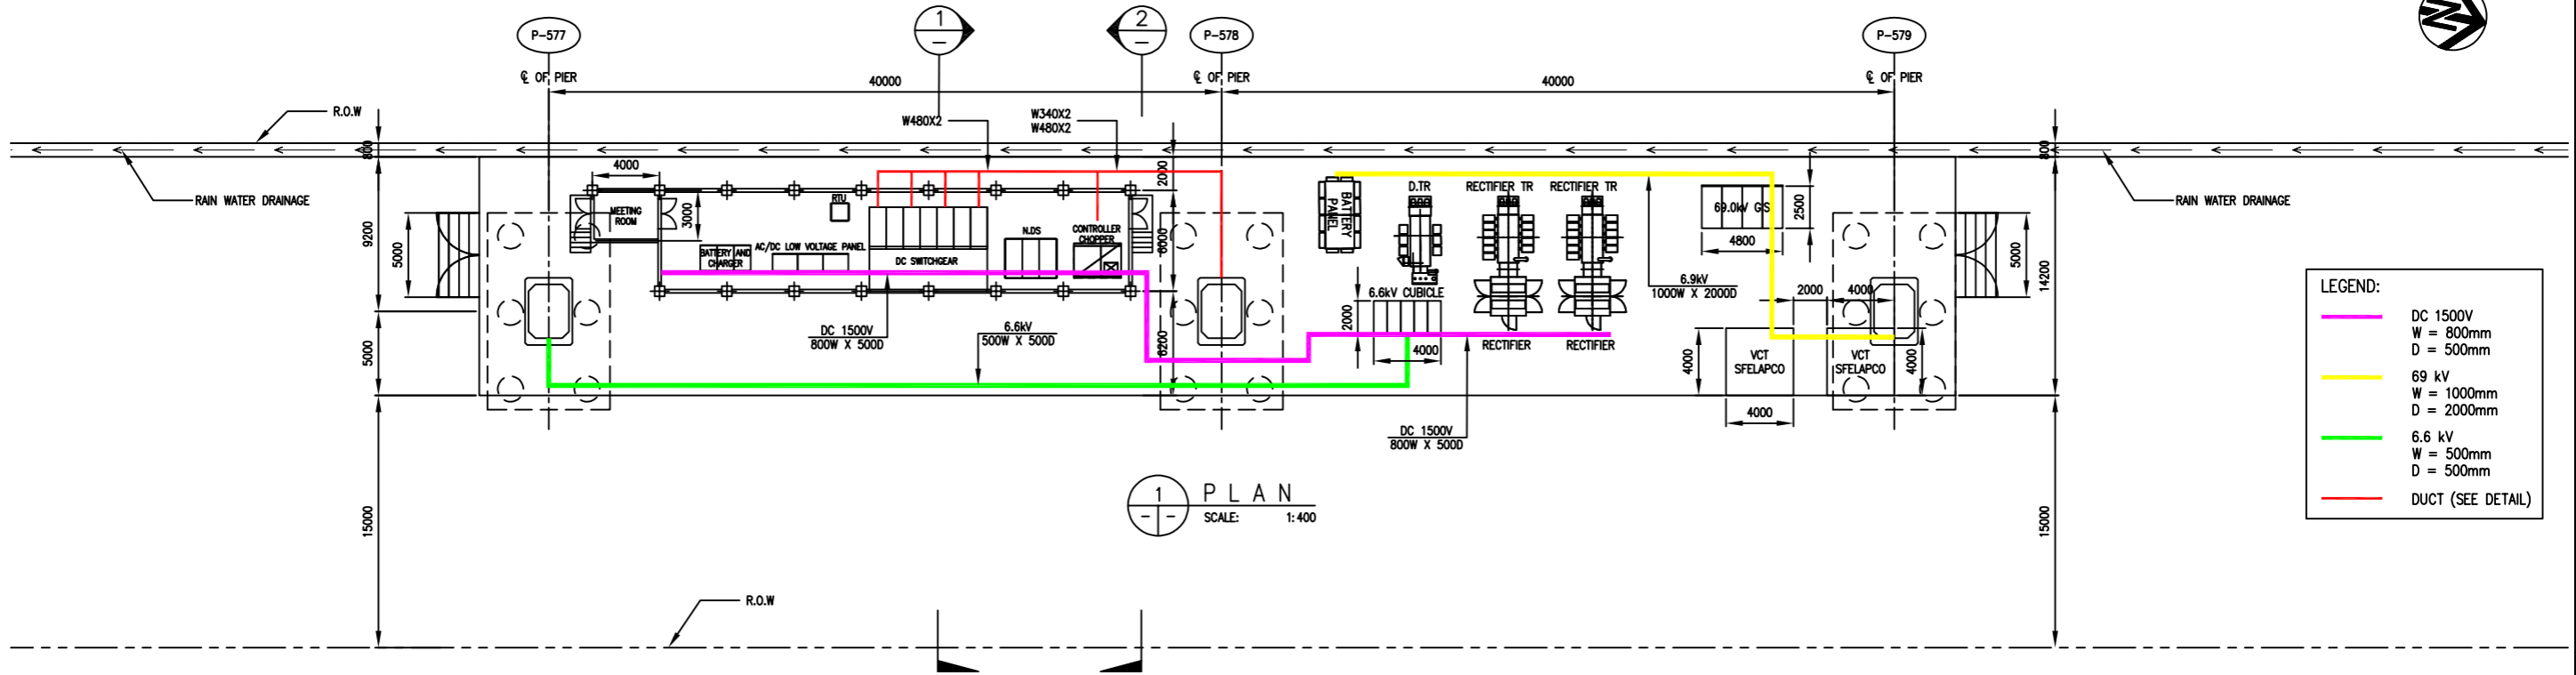 1
–
2
–
P-577
P-578
P-579
N
℄ OF PIER
℄ OF PIER
℄ OF PIER
40000
40000
R.O.W
W480X2
W340X2
W480X2
800
800
RAIN WATER DRAINAGE
RAIN WATER DRAINAGE
4000
2000
9200
5000
5000
15000
MEETING
ROOM
3000
RTU
BATTERY AND
CHARGER
AC/DC LOW VOLTAGE PANEL
DC SWITCHGEAR
N.DS
CONTROLLER
CHOPPER
6000
6200
BATTERY
PANEL
D.TR
RECTIFIER TR
RECTIFIER TR
69.0kV GIS
2500
4800
5000
14200
15000
6.9kV
1000W X 2000D
2000
4000
6.6kV CUBICLE
2000
4000
RECTIFIER
RECTIFIER
VCT
SFELAPCO
VCT
SFELAPCO
4000
4000
4000
DC 1500V
800W X 500D
6.6kV
500W X 500D
DC 1500V
800W X 500D
LEGEND:
DC 1500V
W = 800mm
D = 500mm
69 kV
W = 1000mm
D = 2000mm
6.6 kV
W = 500mm
D = 500mm
DUCT (SEE DETAIL)
1
- -
PLAN
SCALE: 1:400
R.O.W